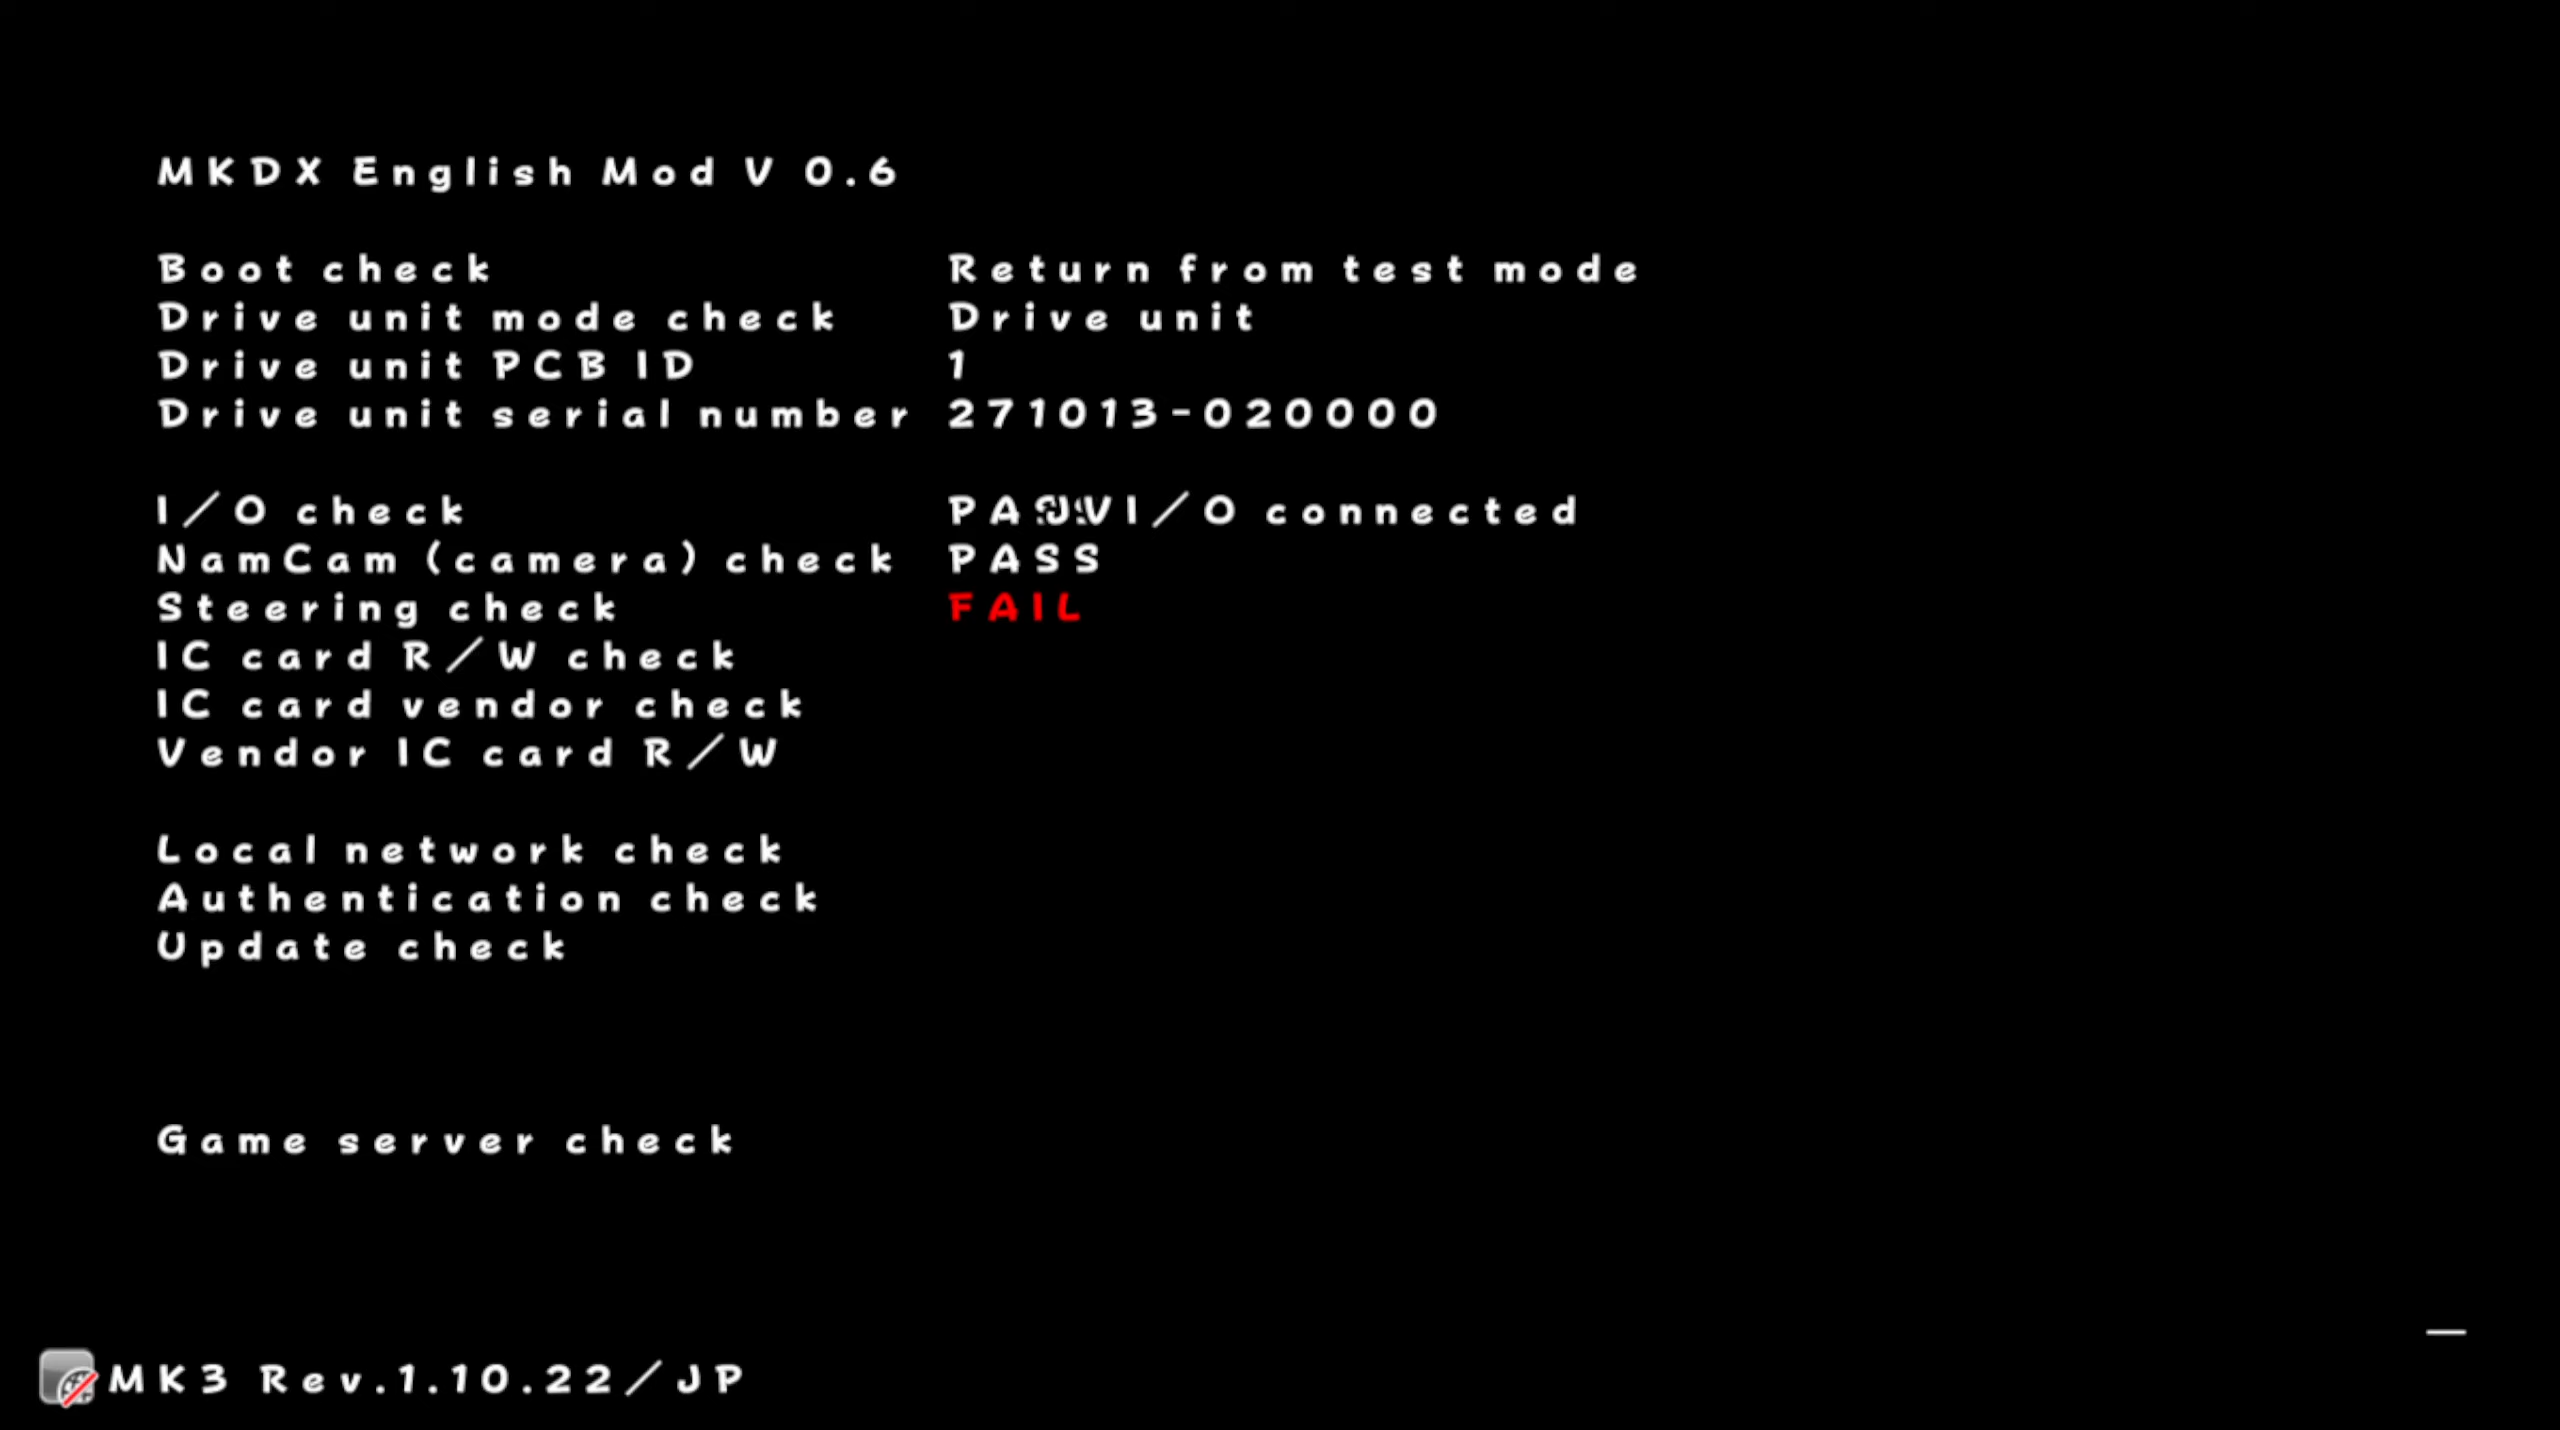 MKDX English Mod V 0.6
Boot check Return from test mode
Drive unit mode check Drive unit
Drive unit PCB ID 1
Drive unit serial number 271013-020000
I/O check I/O connected
NamCam (camera) check PASS
Steering check FAIL
IC card R/W check
IC card vendor check
Vendor IC card R/W
Local network check
Authentication check
Update check
Game server check
MK3 Rev.1.10.22/JP